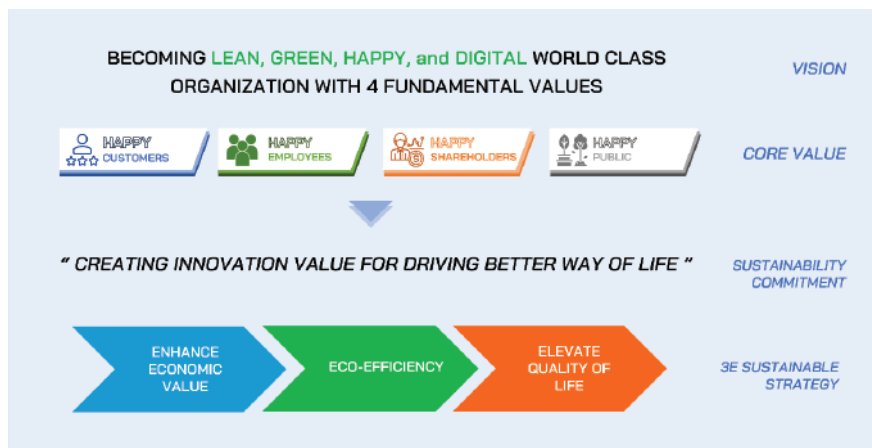 BECOMING LEAN, GREEN, HAPPY, and DIGITAL WORLD CLASS
ORGANIZATION WITH 4 FUNDAMENTAL VALUES
VISION
HAPPY
CUSTOMERS
HAPPY
EMPLOYEES
HAPPY
SHAREHOLDERS
HAPPY
PUBLIC
CORE VALUE
" CREATING INNOVATION VALUE FOR DRIVING BETTER WAY OF LIFE "
SUSTAINABILITY
COMMITMENT
ENHANCE
ECONOMIC
VALUE
ECO-EFFICIENCY
ELEVATE
QUALITY OF
LIFE
3E SUSTAINABLE
STRATEGY